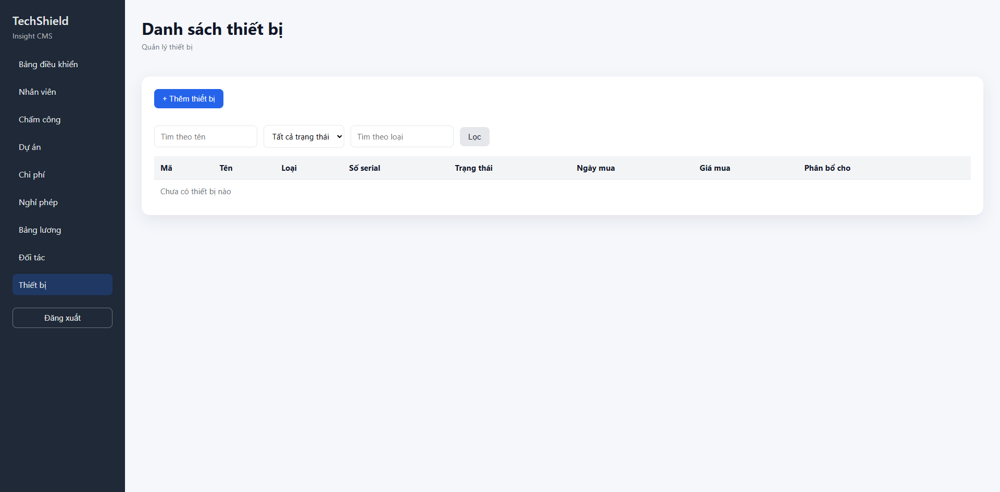 TechShield
Insight CMS
Bảng điều khiển
Nhân viên
Chấm công
Dự án
Chi phí
Nghỉ phép
Bảng lương
Đối tác
Thiết bị
Đăng xuất
Danh sách thiết bị
Quản lý thiết bị
+ Thêm thiết bị
Tìm theo tên Tất cả trạng thái Tìm theo loại Lọc
Mã Tên Loại Số serial Trạng thái Ngày mua Giá mua Phân bổ cho
Chưa có thiết bị nào